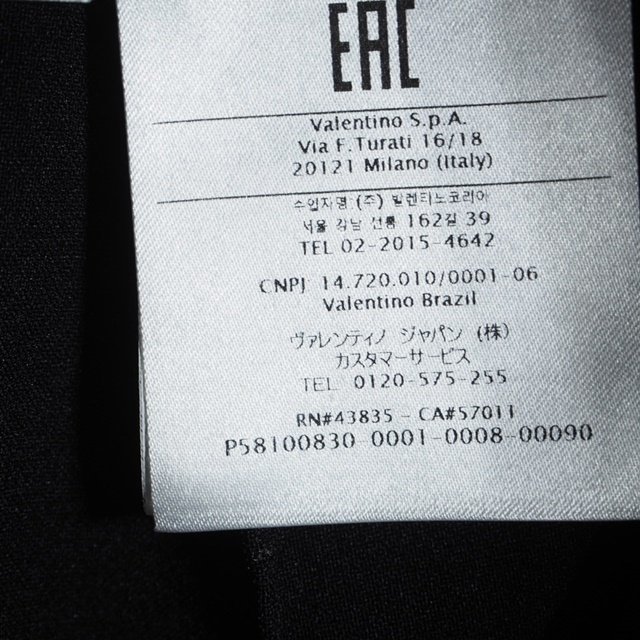 EAC
Valentino S.p.A.
Via F.Turati 16/18
20121 Milano (Italy)
수입자명 (주) 발렌티노코리아
서울 강남 선릉 162길 39
TEL 02-2015-4642
CNPJ 14.720.010/0001-06
Valentino Brazil
ヴァレンティノ ジャパン (株)
カスタマーサービス
TEL 0120-575-255
RN#43835 - CA#57011
P58100830 0001-0008-00090